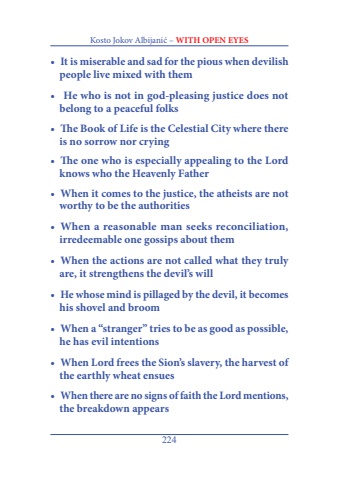 Kosto Jokov Albijanić – WITH OPEN EYES
• It is miserable and sad for the pious when devilish
people live mixed with them
• He who is not in god-pleasing justice does not
belong to a peaceful folks
• The Book of Life is the Celestial City where there
is no sorrow nor crying
• The one who is especially appealing to the Lord
knows who the Heavenly Father
• When it comes to the justice, the atheists are not
worthy to be the authorities
• When a reasonable man seeks reconciliation,
irredeemable one gossips about them
• When the actions are not called what they truly
are, it strengthens the devil’s will
• He whose mind is pillaged by the devil, it becomes
his shovel and broom
• When a “stranger” tries to be as good as possible,
he has evil intentions
• When Lord frees the Sion’s slavery, the harvest of
the earthly wheat ensues
• When there are no signs of faith the Lord mentions,
the breakdown appears
224